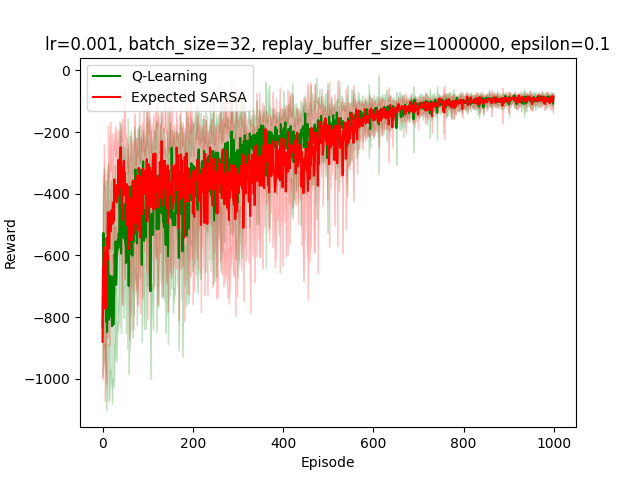 lr=0.001, batch_size=32, replay_buffer_size=1000000, epsilon=0.1
Q-Learning
Expected SARSA
0
−200
−400
−600
−800
−1000
Reward
0 200 400 600 800 1000
Episode